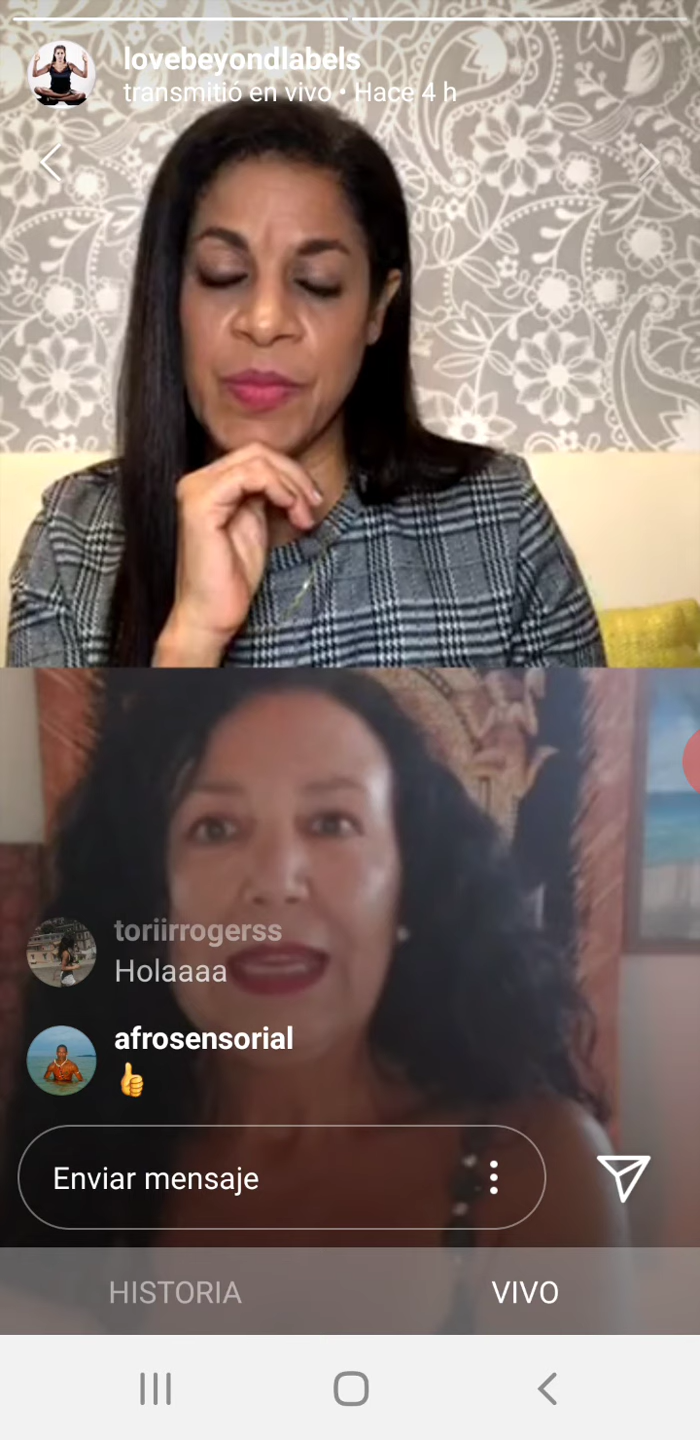 lovebeyondlabels
transmitió en vivo • Hace 4 h
toriirrogerss
Holaaaa
afrosensorial
👍
Enviar mensaje
HISTORIA
VIVO